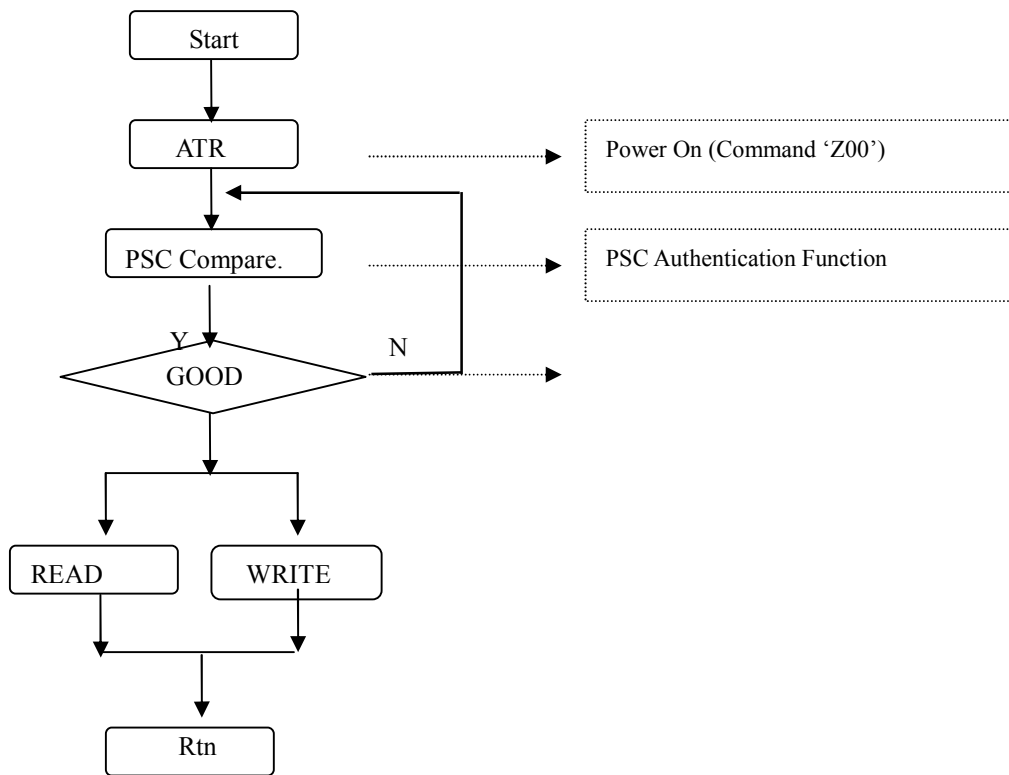 Start
ATR
Power On (Command ‘Z00’)
PSC Compare.
PSC Authentication Function
Y
N
GOOD
READ
WRITE
Rtn